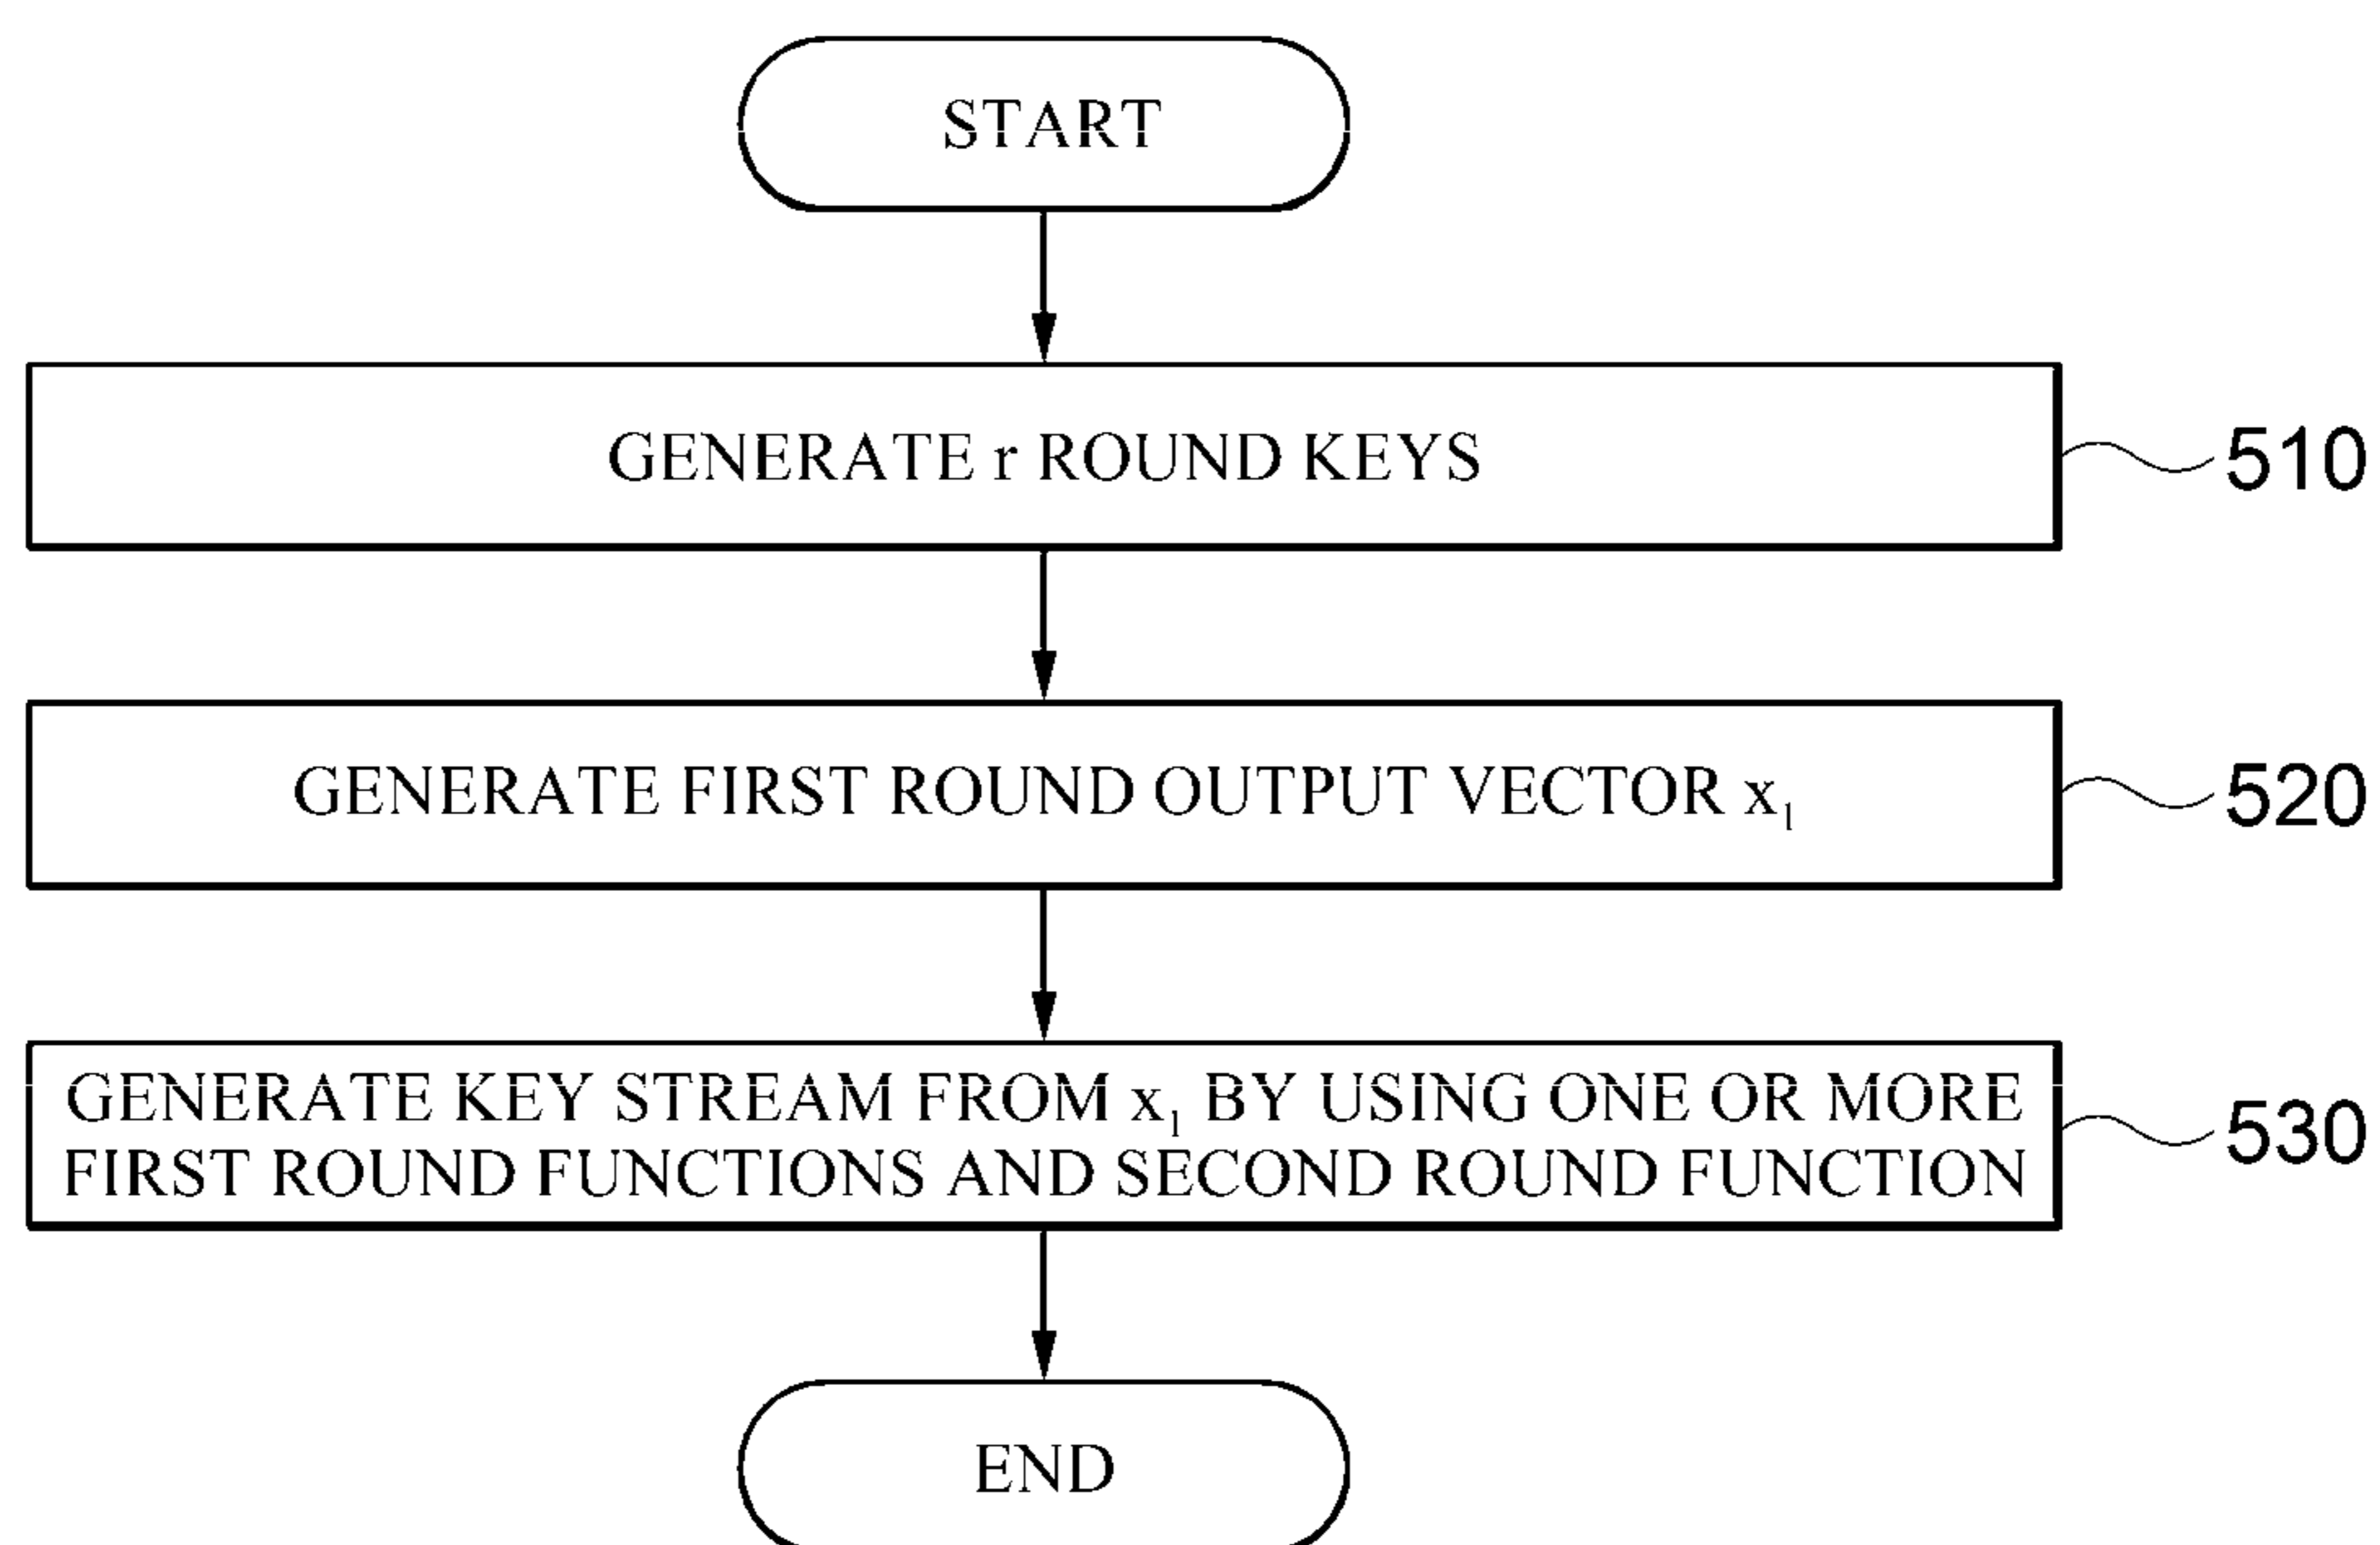 START
GENERATE r ROUND KEYS
510
GENERATE FIRST ROUND OUTPUT VECTOR x₁
520
GENERATE KEY STREAM FROM x₁ BY USING ONE OR MORE
FIRST ROUND FUNCTIONS AND SECOND ROUND FUNCTION
530
END